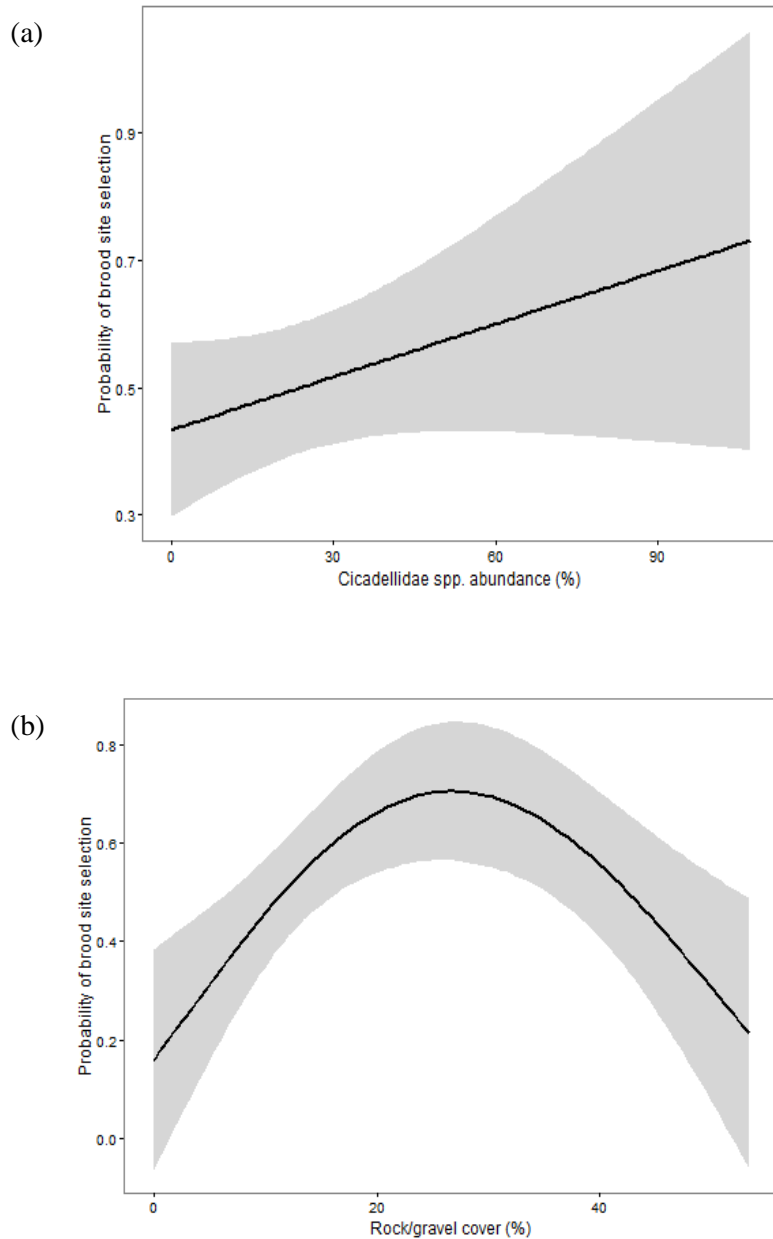 (a)
Probability of brood site selection
0.9
0.7
0.5
0.3
0 30 60 90
Cicadellidae spp. abundance (%)
(b)
Probability of brood site selection
0.8
0.6
0.4
0.2
0.0
0 20 40
Rock/gravel cover (%)